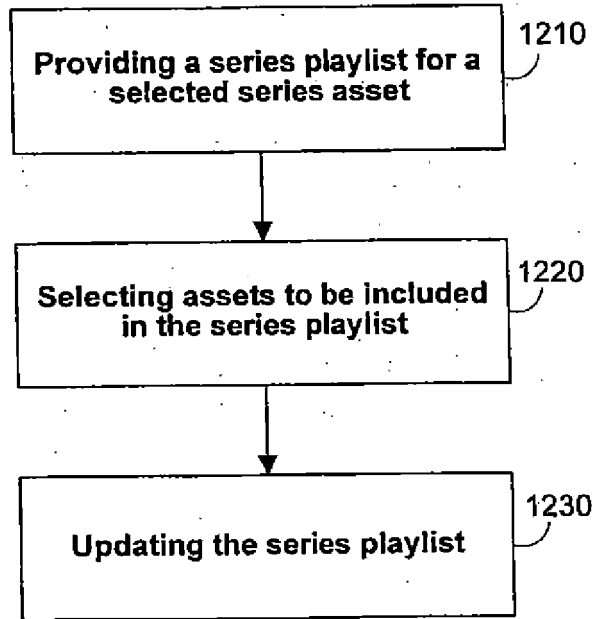 1210
Providing a series playlist for a
selected series asset
1220
Selecting assets to be included
in the series playlist
1230
Updating the series playlist